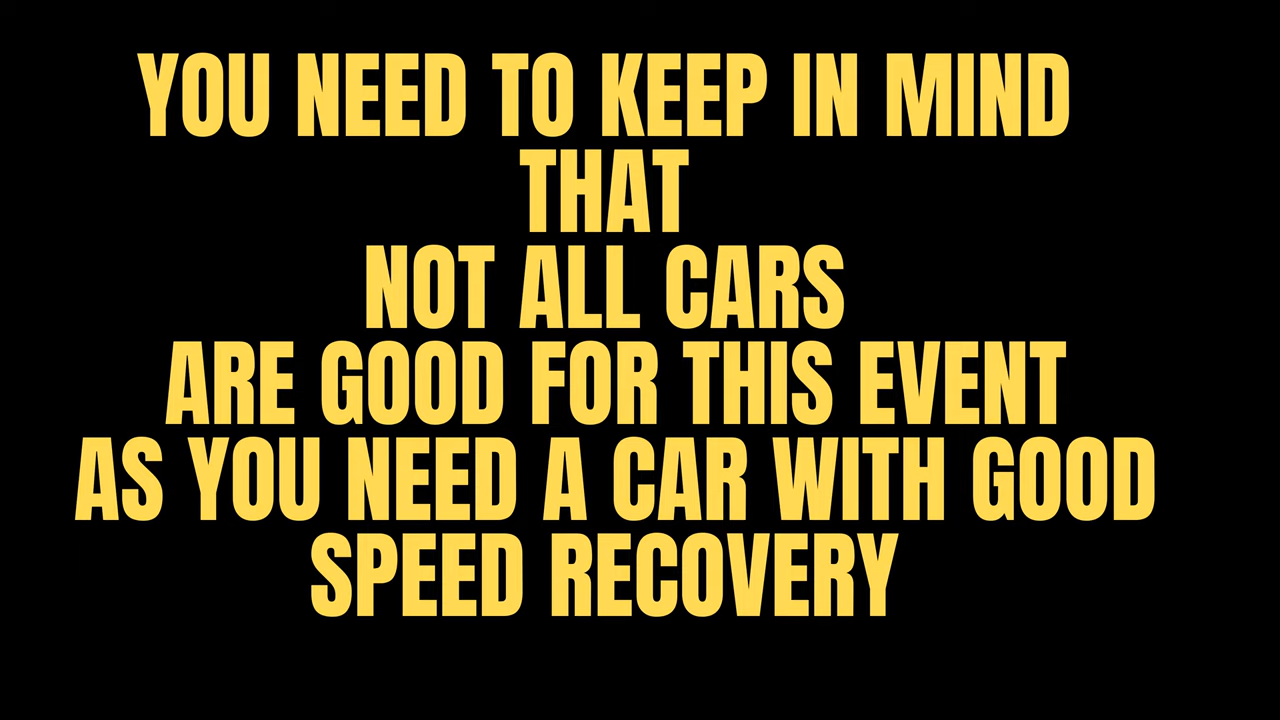 YOU NEED TO KEEP IN MIND
THAT
NOT ALL CARS
ARE GOOD FOR THIS EVENT
AS YOU NEED A CAR WITH GOOD
SPEED RECOVERY